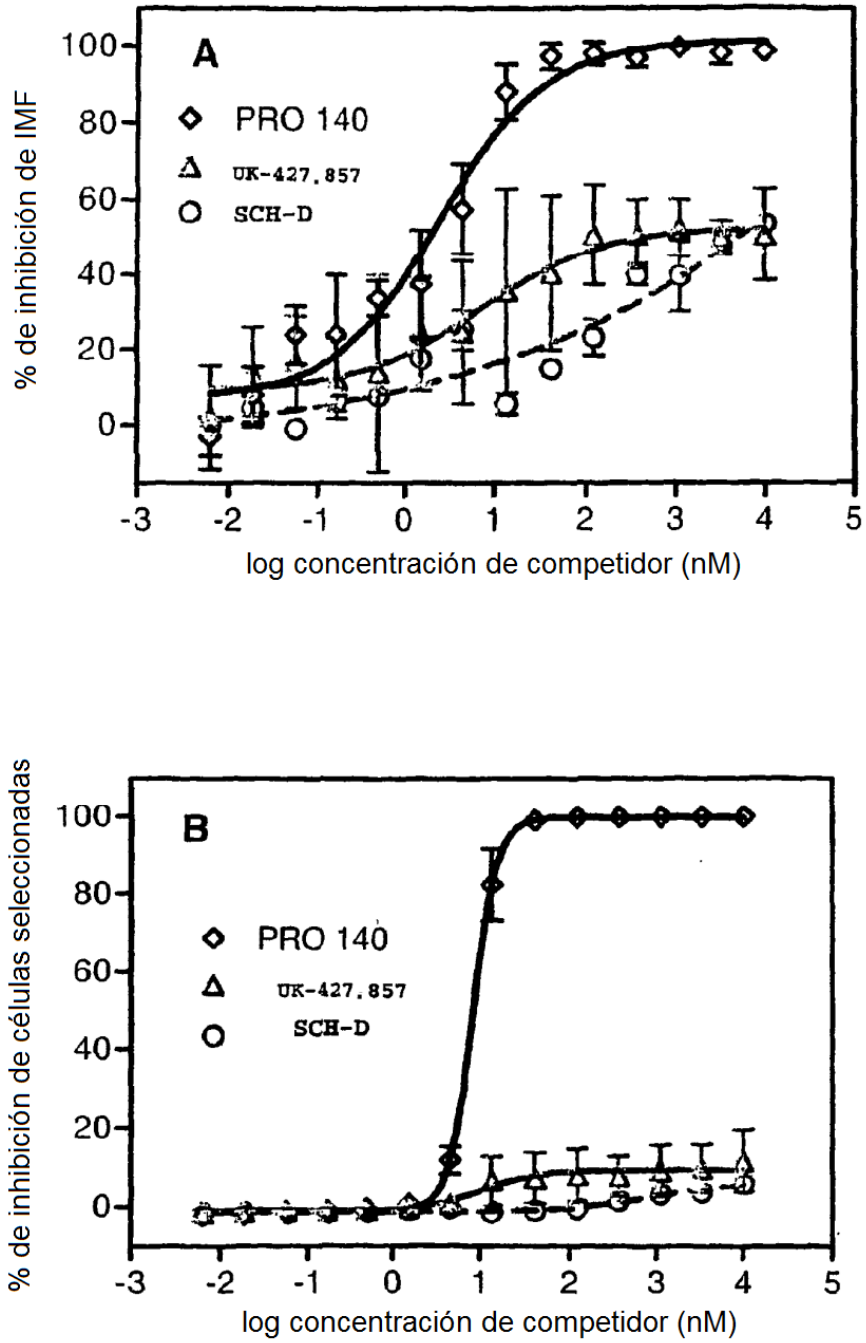 % de inhibición de IMF
100
80
60
40
20
0
A
PRO 140
UK-427,857
SCH-D
-3 -2 -1 0 1 2 3 4 5
log concentración de competidor (nM)
% de inhibición de células seleccionadas
100
80
60
40
20
0
B
PRO 140
UK-427,857
SCH-D
-3 -2 -1 0 1 2 3 4 5
log concentración de competidor (nM)